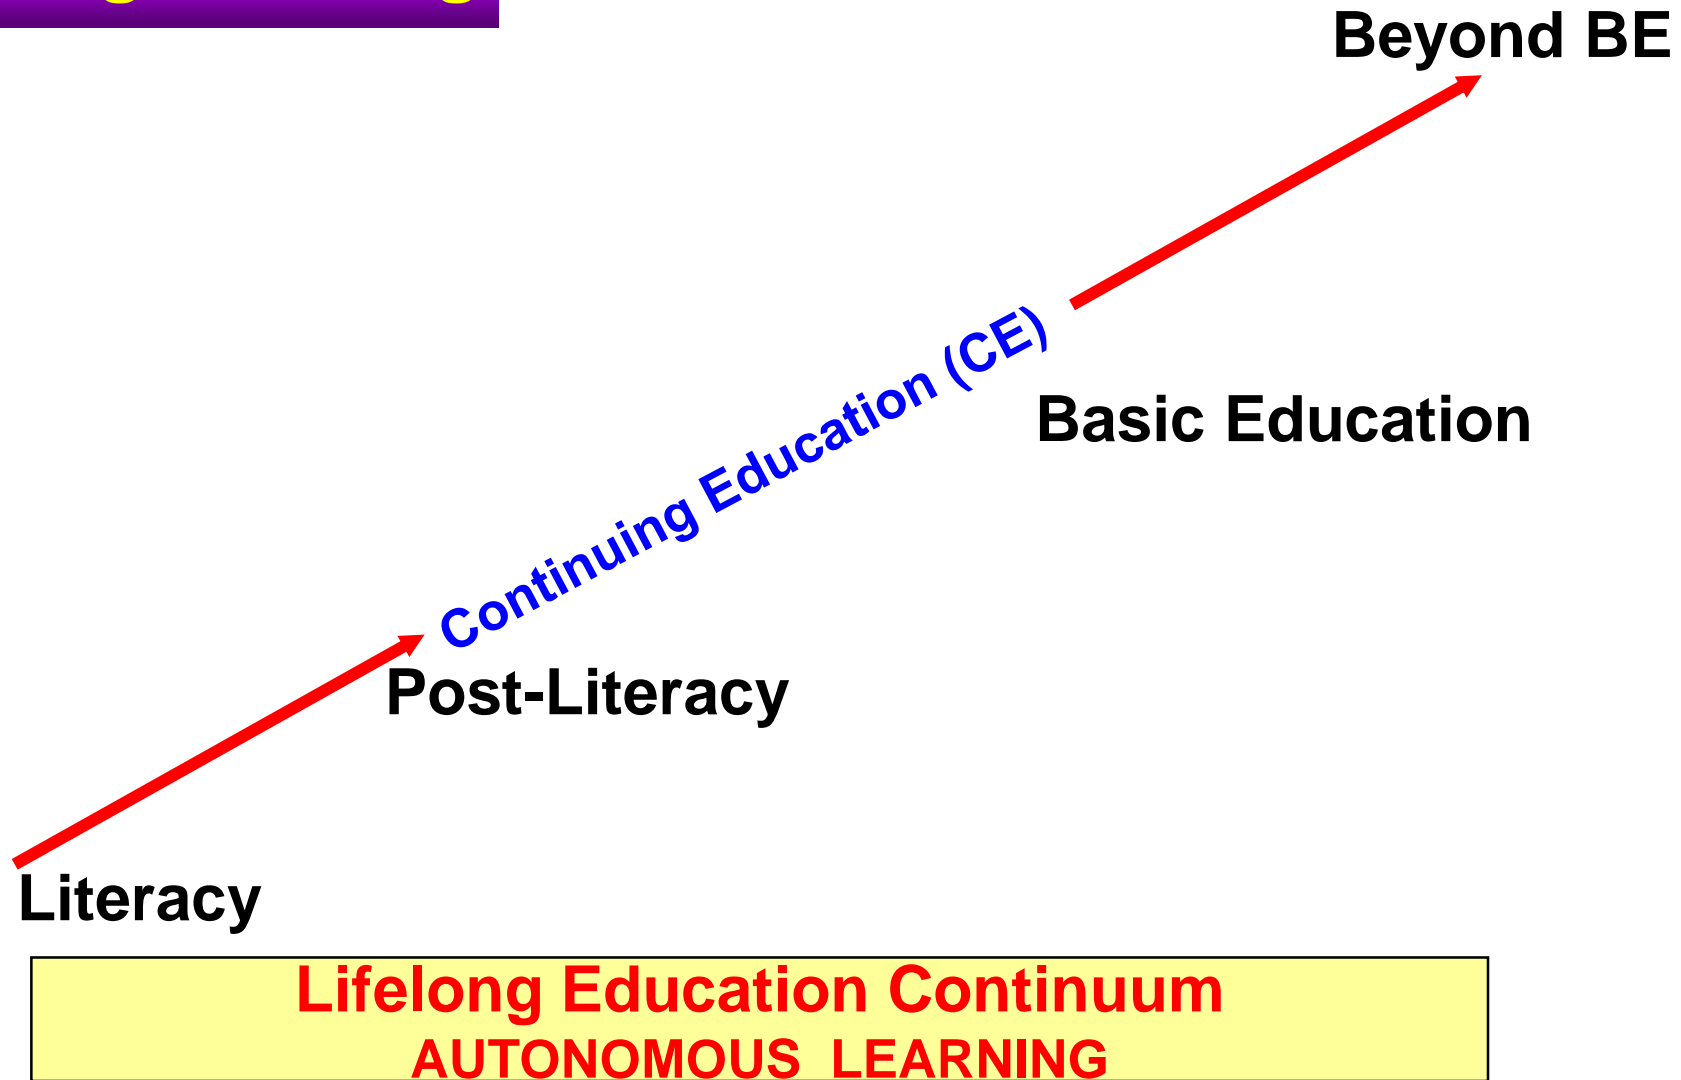 Beyond BE
Continuing Education (CE)
Basic Education
Post-Literacy
Literacy
Lifelong Education Continuum
AUTONOMOUS LEARNING